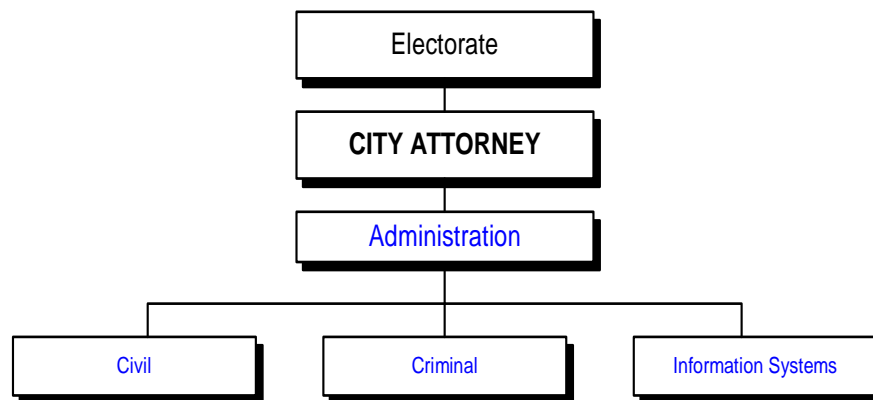 Electorate
CITY ATTORNEY
Administration
Civil
Criminal
Information Systems